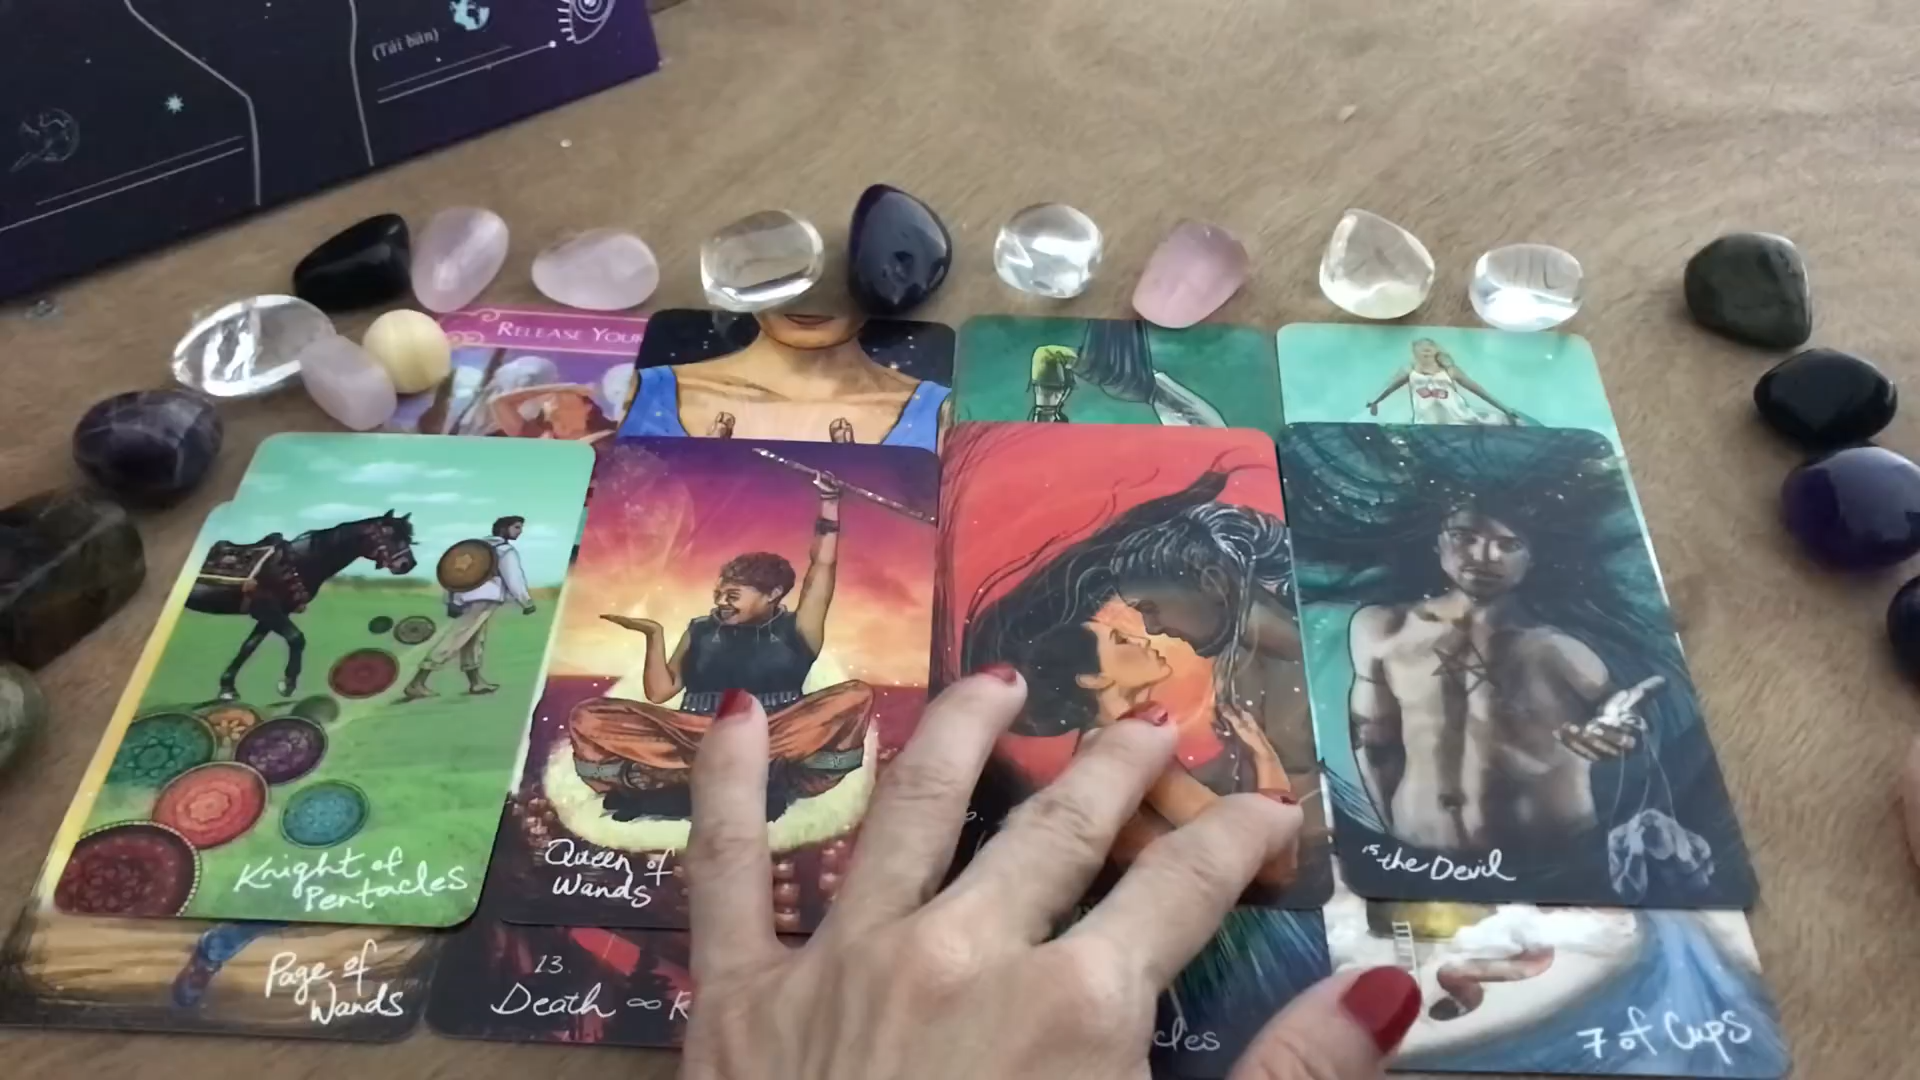 (Tái bản)
RELEASE YOUR
Knight of
Pentacles
Queen of
Wands
15 the Devil
Page of
Wands
13.
Death ∞ R
cles
7 of Cups